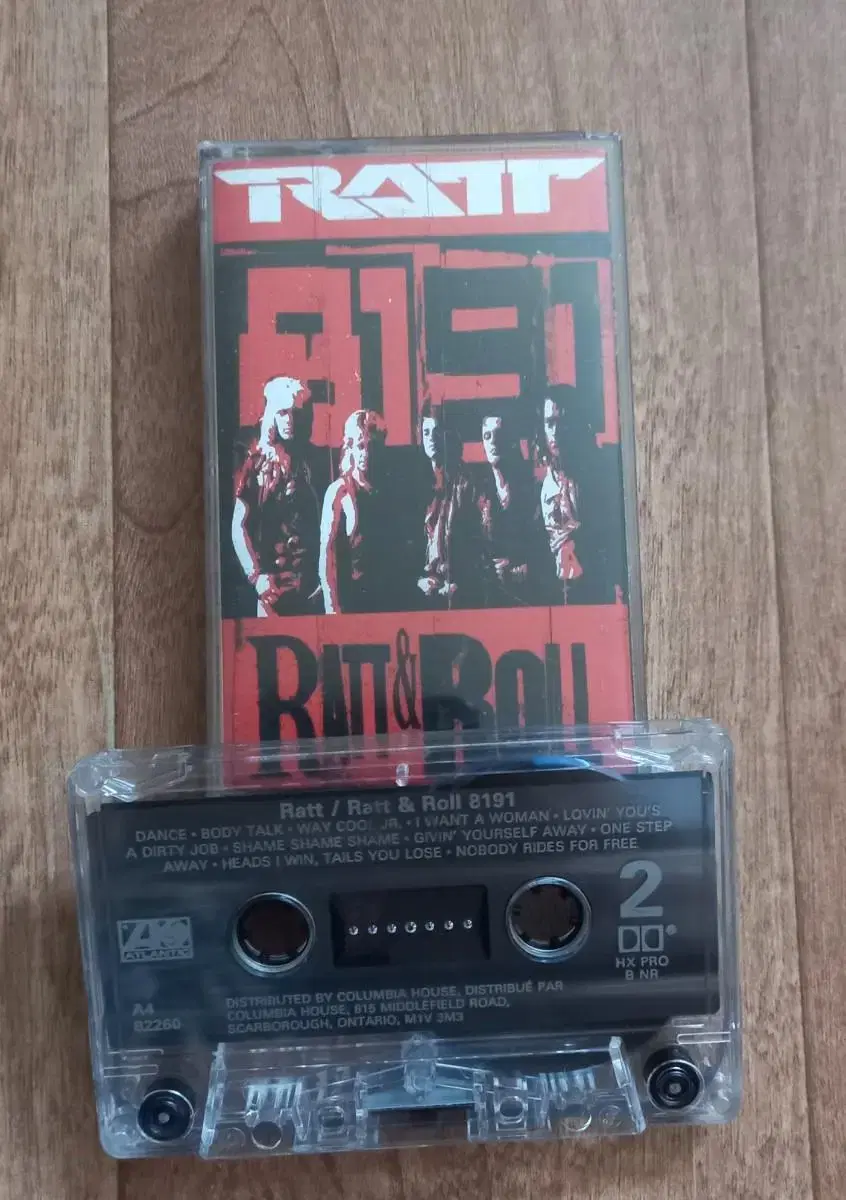 RATT
8191
RATT & ROLL
Ratt / Ratt & Roll 8191
DANCE • BODY TALK • WAY COOL JR. • I WANT A WOMAN • LOVIN' YOU'S
A DIRTY JOB • SHAME SHAME SHAME • GIVIN' YOURSELF AWAY • ONE STEP
AWAY • HEADS I WIN, TAILS YOU LOSE • NOBODY RIDES FOR FREE
2
ATLANTIC
HX PRO
B NR
A4
82260
DISTRIBUTED BY COLUMBIA HOUSE, DISTRIBUÉ PAR
COLUMBIA HOUSE, 815 MIDDLEFIELD ROAD,
SCARBOROUGH, ONTARIO, M1V 3M3